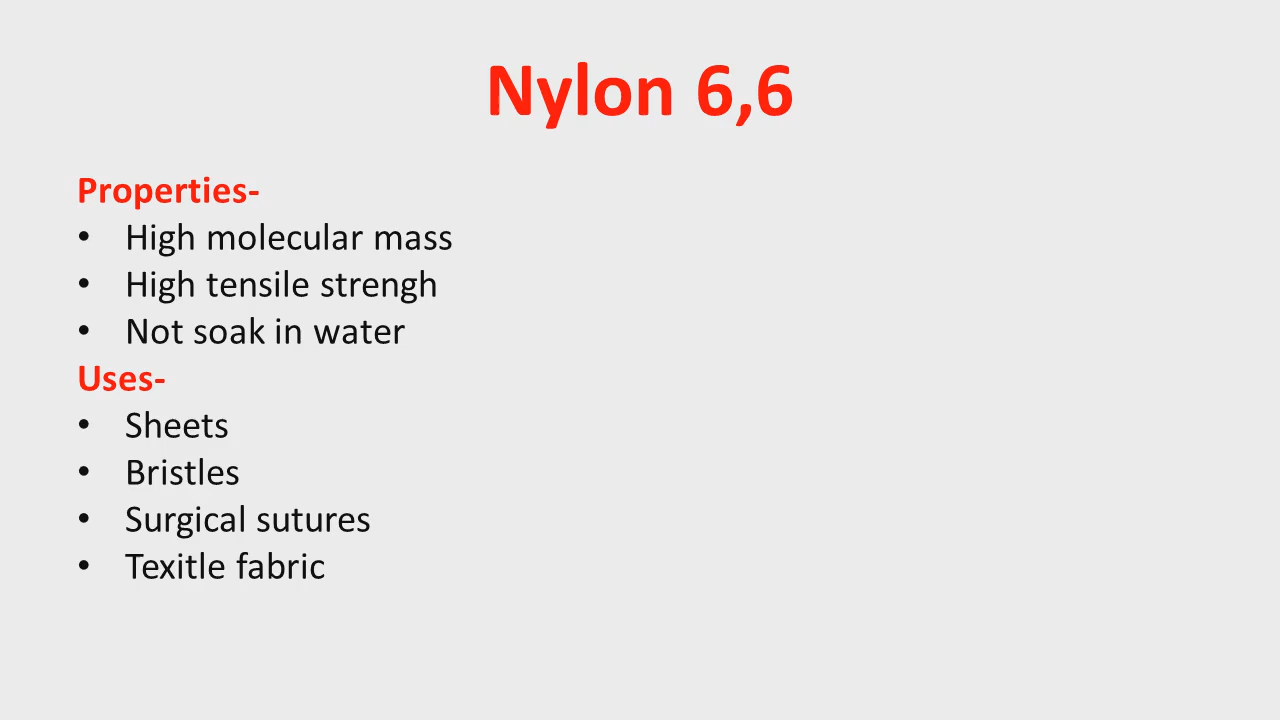 Nylon 6,6
Properties-
• High molecular mass
• High tensile strengh
• Not soak in water
Uses-
• Sheets
• Bristles
• Surgical sutures
• Texitle fabric